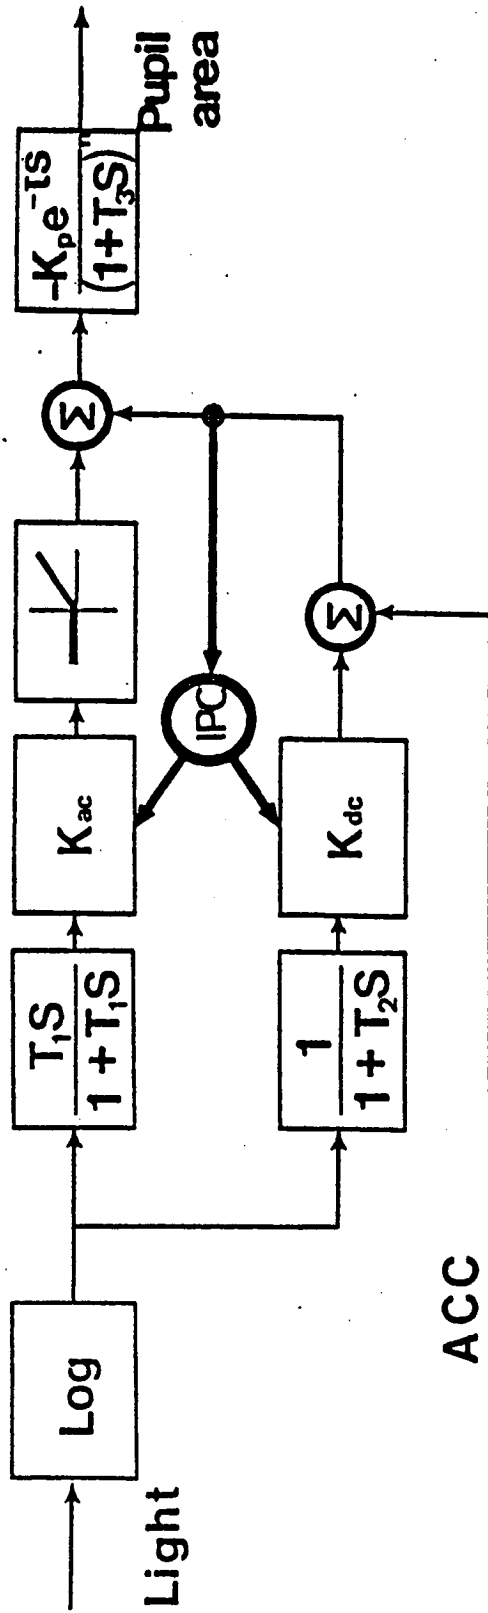 Light
Log
T₁S
1 + T₁S
Kac
IPC
1
1 + T₂S
Kdc
Σ
Σ
-Kₚe⁻τS
(1+T₃S)ⁿ
Pupil
area
ACC